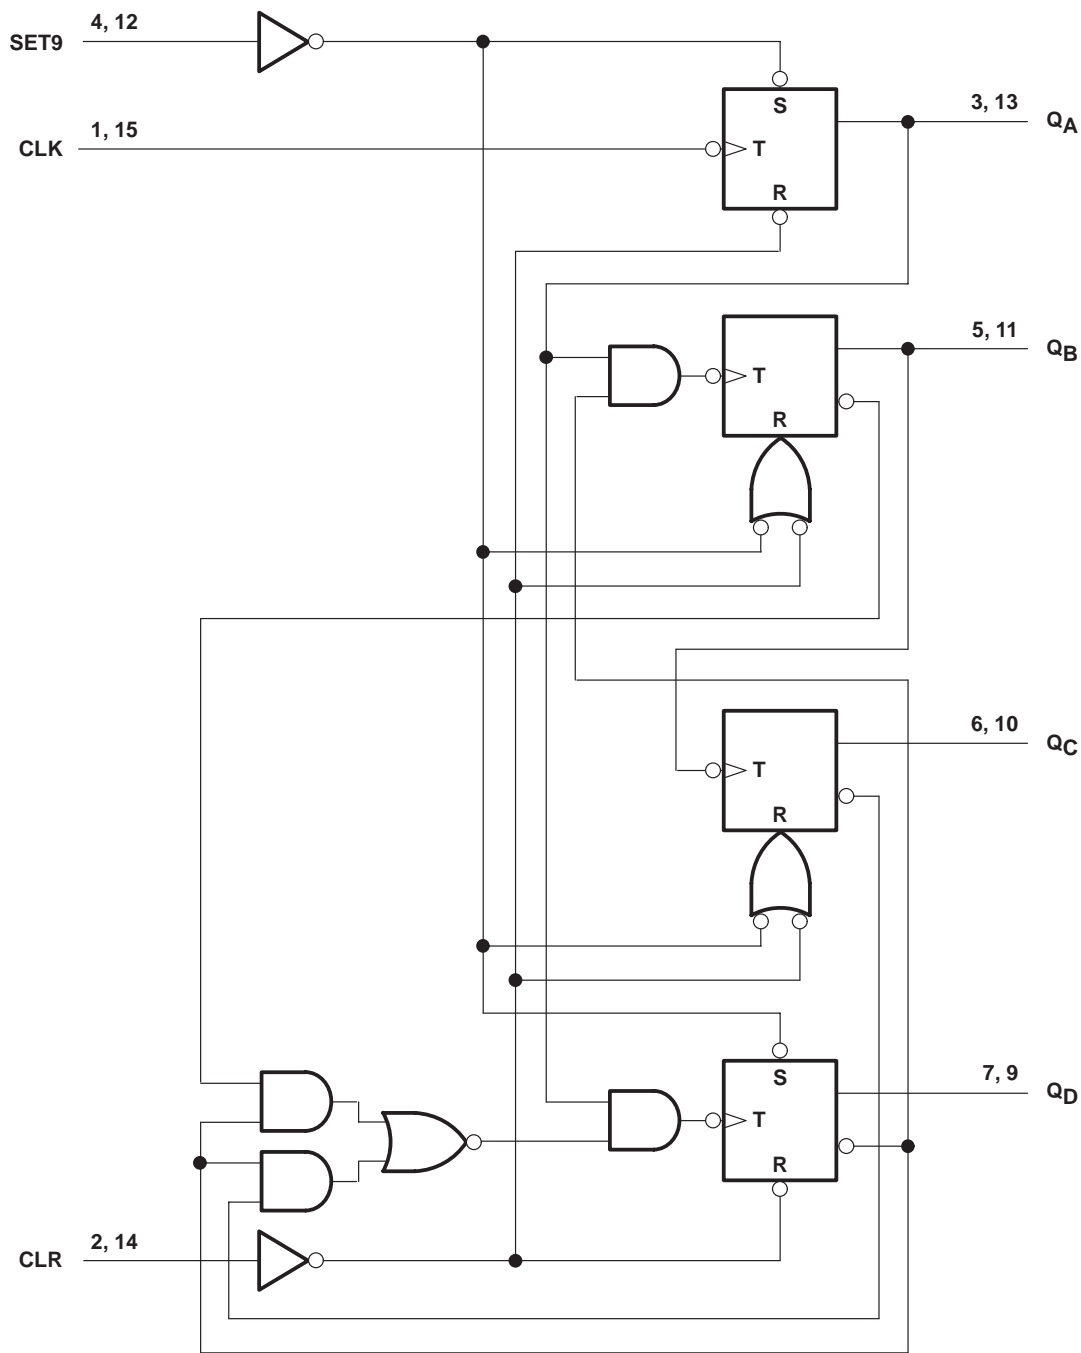 SET9 4, 12
S
3, 13 QA
CLK 1, 15
T
R
5, 11 QB
T
R
6, 10 QC
T
R
S
7, 9 QD
T
R
CLR 2, 14